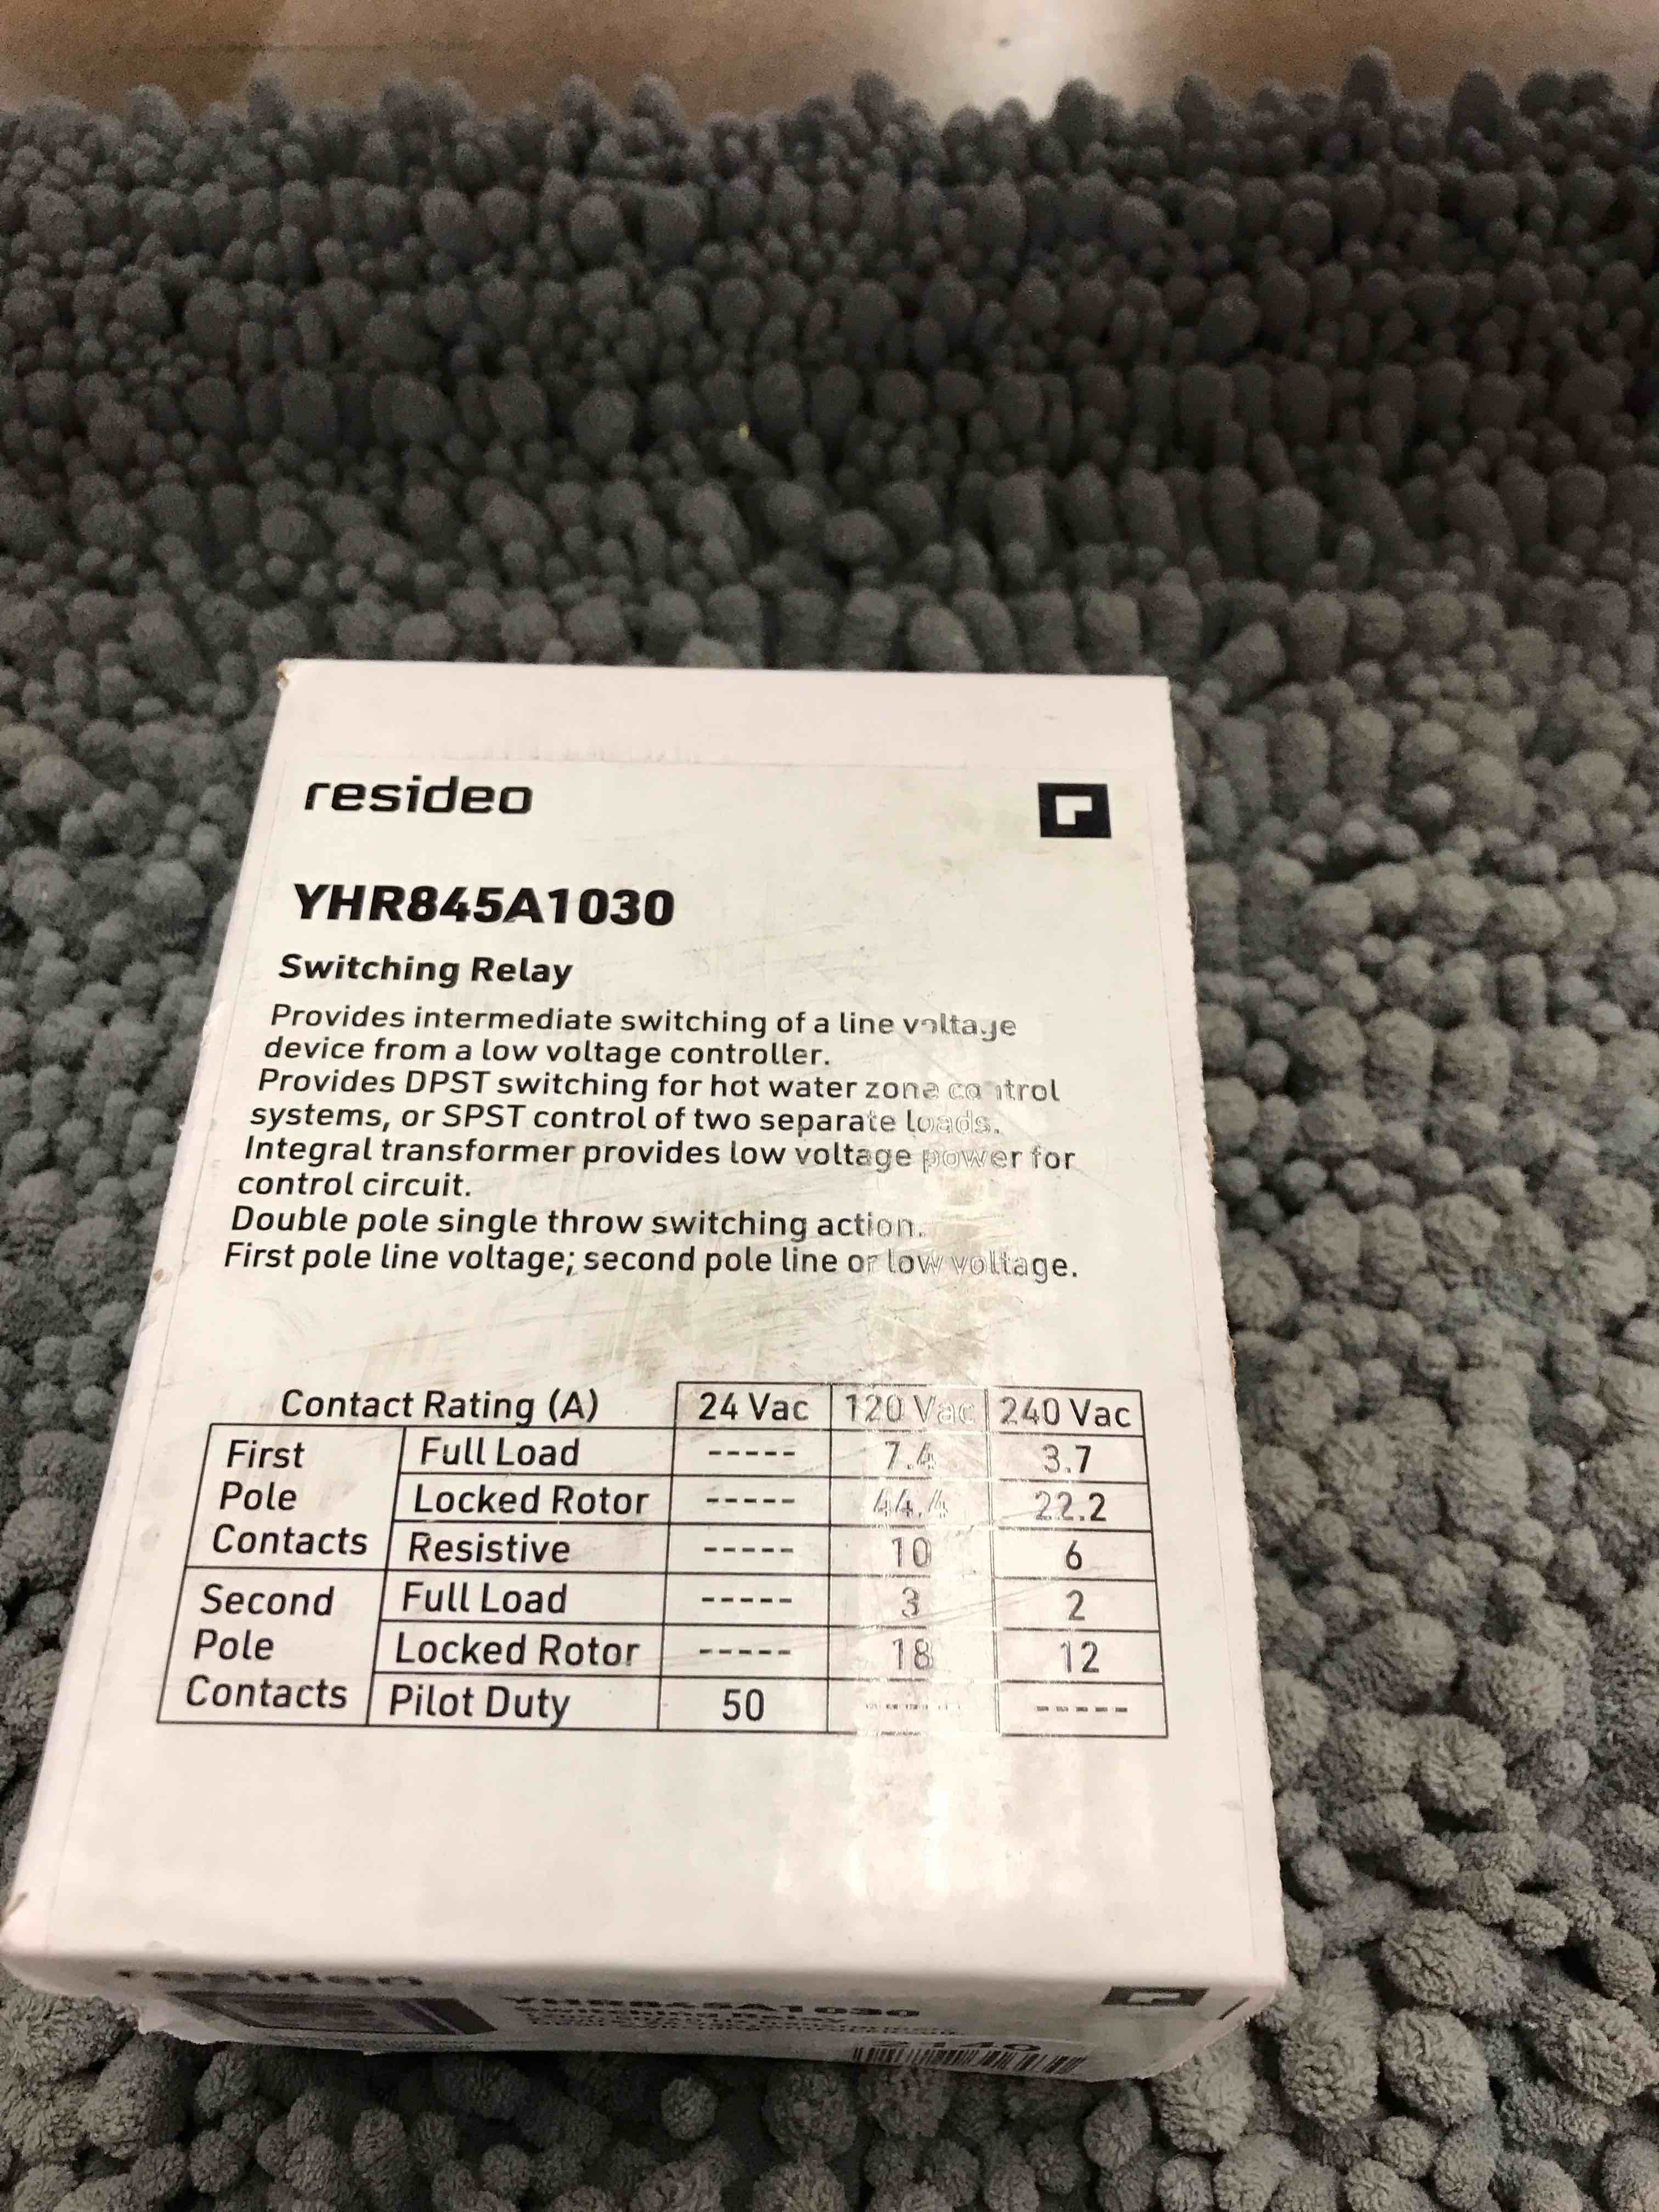 resideo
YHR845A1030
Switching Relay
Provides intermediate switching of a line voltage
device from a low voltage controller.
Provides DPST switching for hot water zone control
systems, or SPST control of two separate loads.
Integral transformer provides low voltage power for
control circuit.
Double pole single throw switching action.
First pole line voltage; second pole line or low voltage.
Contact Rating (A) 24 Vac 120 Vac 240 Vac
First Pole Contacts Full Load ----- 7.4 3.7
Locked Rotor ----- 44.4 22.2
Resistive ----- 10 6
Second Pole Contacts Full Load ----- 3 2
Locked Rotor ----- 18 12
Pilot Duty 50 ----- -----
resideo
YHR845A1030